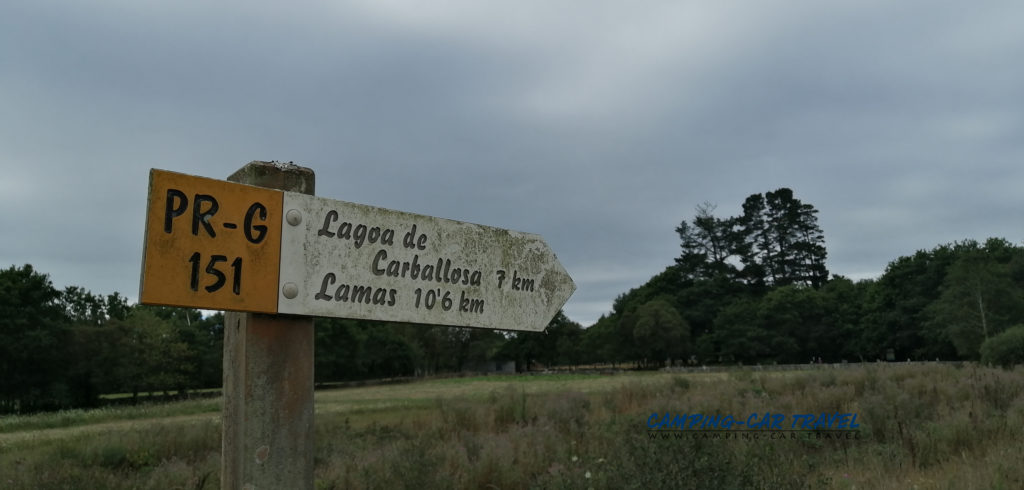 PR-G
151
Lagoa de
Carballosa 7 km
Lamas 10'6 km
CAMPING-CAR TRAVEL
WWW.CAMPING-CAR.TRAVEL